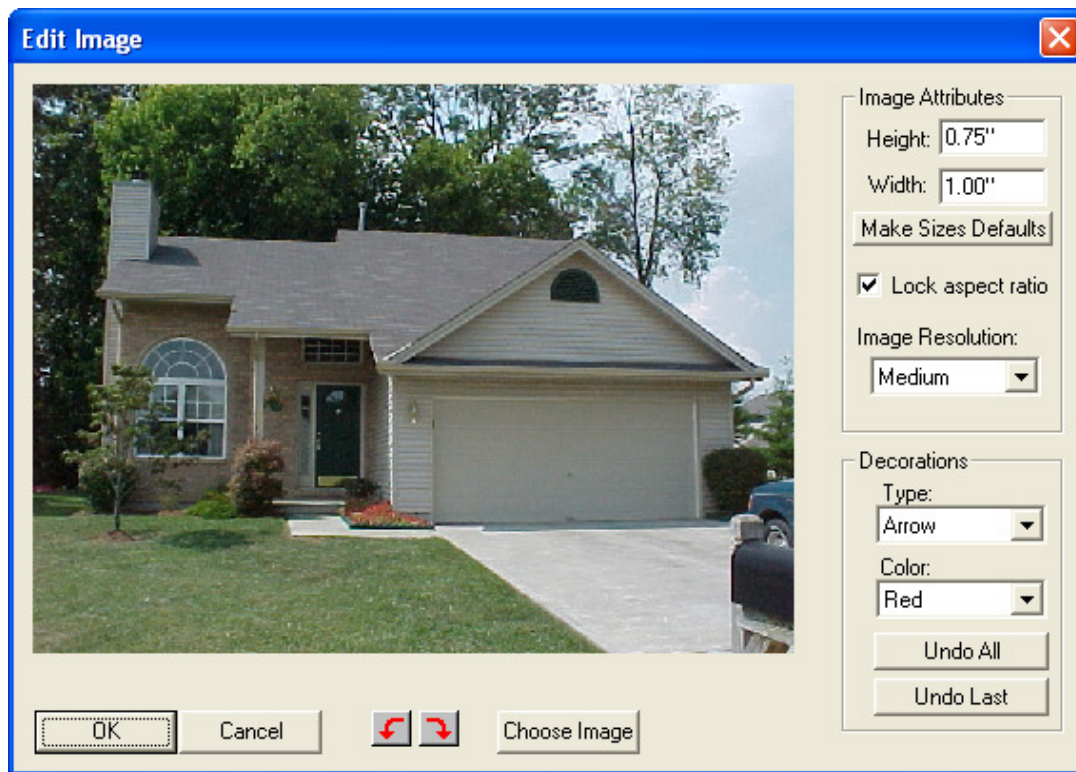 Edit Image
Image Attributes
Height: 0.75"
Width: 1.00"
Make Sizes Defaults
Lock aspect ratio
Image Resolution:
Medium
Decorations
Type:
Arrow
Color:
Red
Undo All
Undo Last
OK Cancel Choose Image